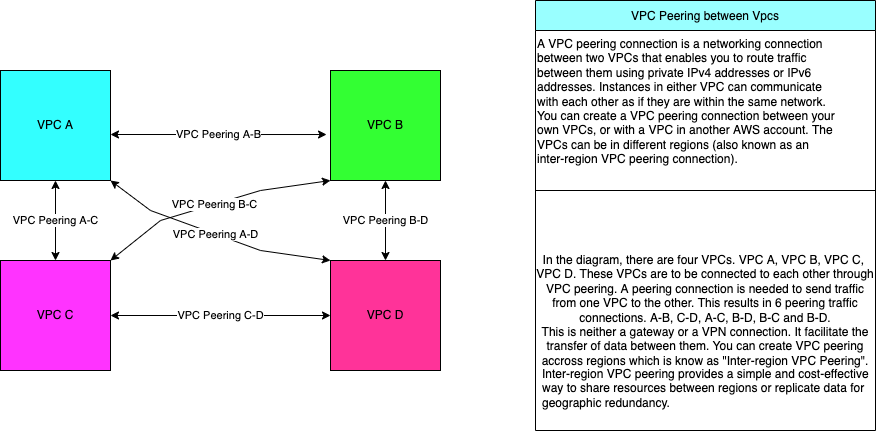 VPC Peering between Vpcs
A VPC peering connection is a networking connection
between two VPCs that enables you to route traffic
between them using private IPv4 addresses or IPv6
addresses. Instances in either VPC can communicate
with each other as if they are within the same network.
You can create a VPC peering connection between your
own VPCs, or with a VPC in another AWS account. The
VPCs can be in different regions (also known as an
inter-region VPC peering connection).
VPC A
VPC B
VPC Peering A-B
VPC Peering B-C
VPC Peering A-C
VPC Peering B-D
VPC Peering A-D
VPC C
VPC D
VPC Peering C-D
In the diagram, there are four VPCs. VPC A, VPC B, VPC C,
VPC D. These VPCs are to be connected to each other through
VPC peering. A peering connection is needed to send traffic
from one VPC to the other. This results in 6 peering traffic
connections. A-B, C-D, A-C, B-D, B-C and B-D.
This is neither a gateway or a VPN connection. It facilitate the
transfer of data between them. You can create VPC peering
accross regions which is know as "Inter-region VPC Peering".
Inter-region VPC peering provides a simple and cost-effective
way to share resources between regions or replicate data for
geographic redundancy.